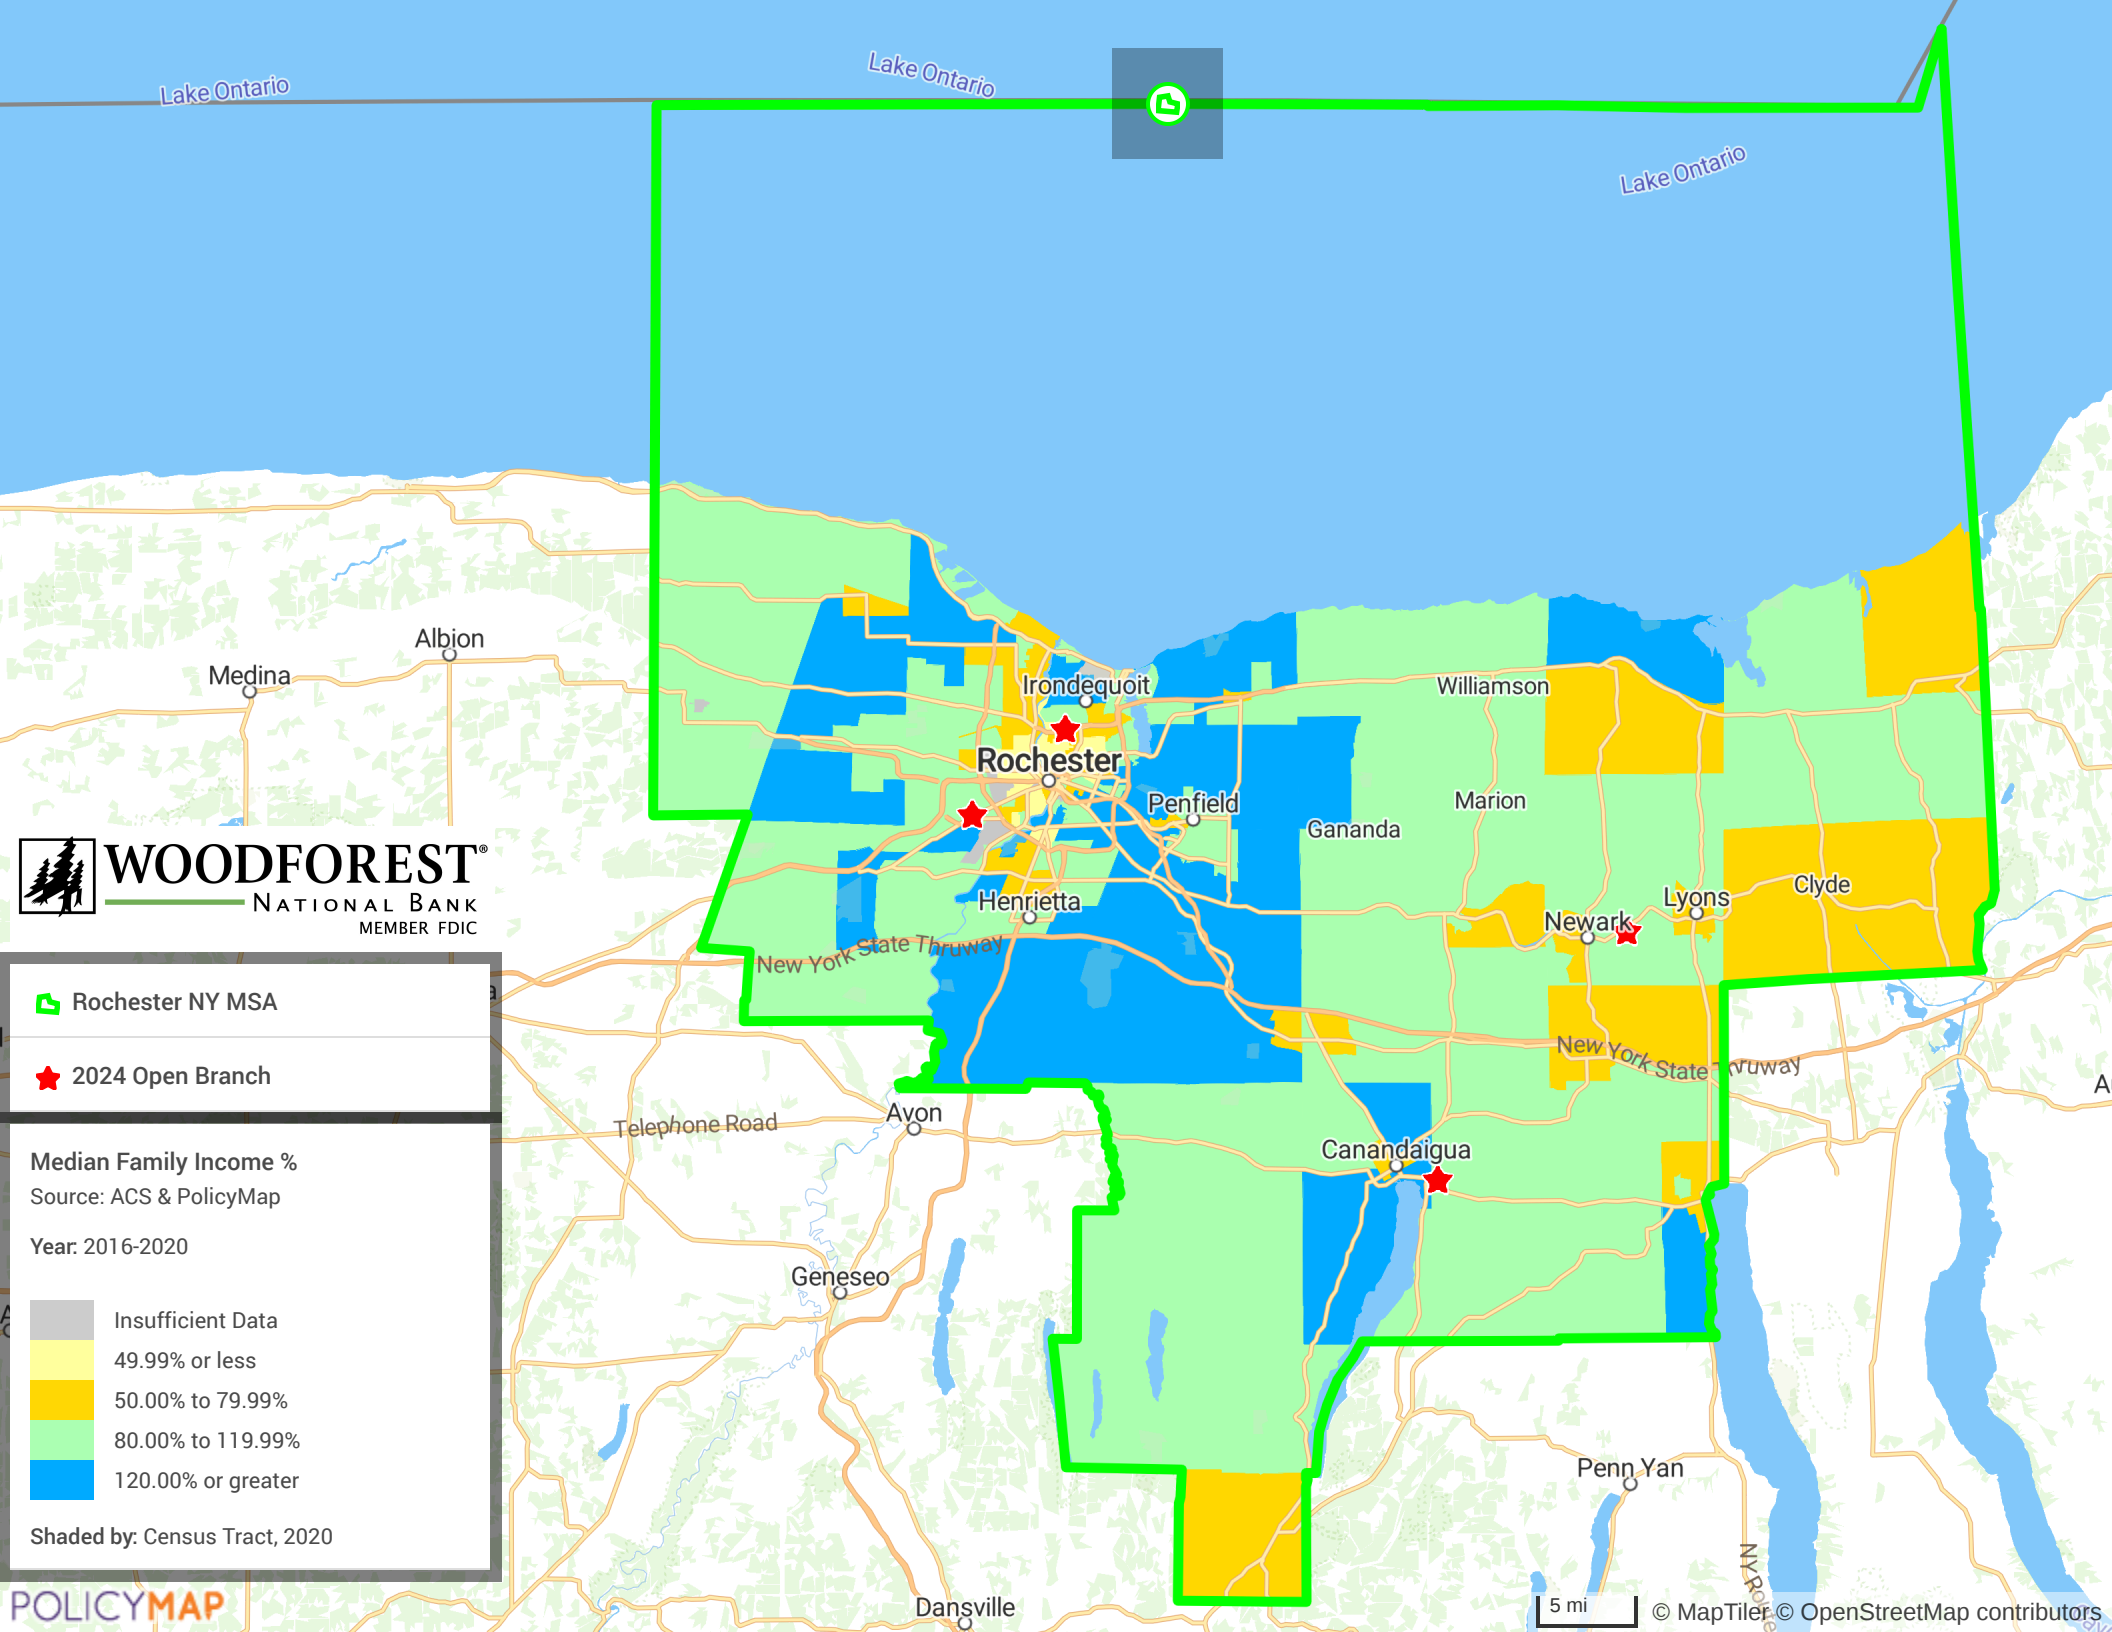 Lake Ontario
Lake Ontario
Lake Ontario
Albion
Medina
Irondequoit
Williamson
Rochester
Penfield
Marion
Gananda
Clyde
Lyons
Henrietta
Newark
New York State Thruway
WOODFOREST®
NATIONAL BANK
MEMBER FDIC
Rochester NY MSA
2024 Open Branch
New York State Thruway
Avon
Telephone Road
Canandaigua
Geneseo
Median Family Income %
Source: ACS & PolicyMap
Year: 2016-2020
Insufficient Data
49.99% or less
50.00% to 79.99%
80.00% to 119.99%
120.00% or greater
Shaded by: Census Tract, 2020
Penn Yan
NY Route
Dansville
POLICYMAP
5 mi
© MapTiler © OpenStreetMap contributors